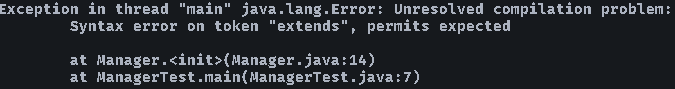 Exception in thread "main" java.lang.Error: Unresolved compilation problem:
Syntax error on token "extends", permits expected
at Manager.<init>(Manager.java:14)
at ManagerTest.main(ManagerTest.java:7)